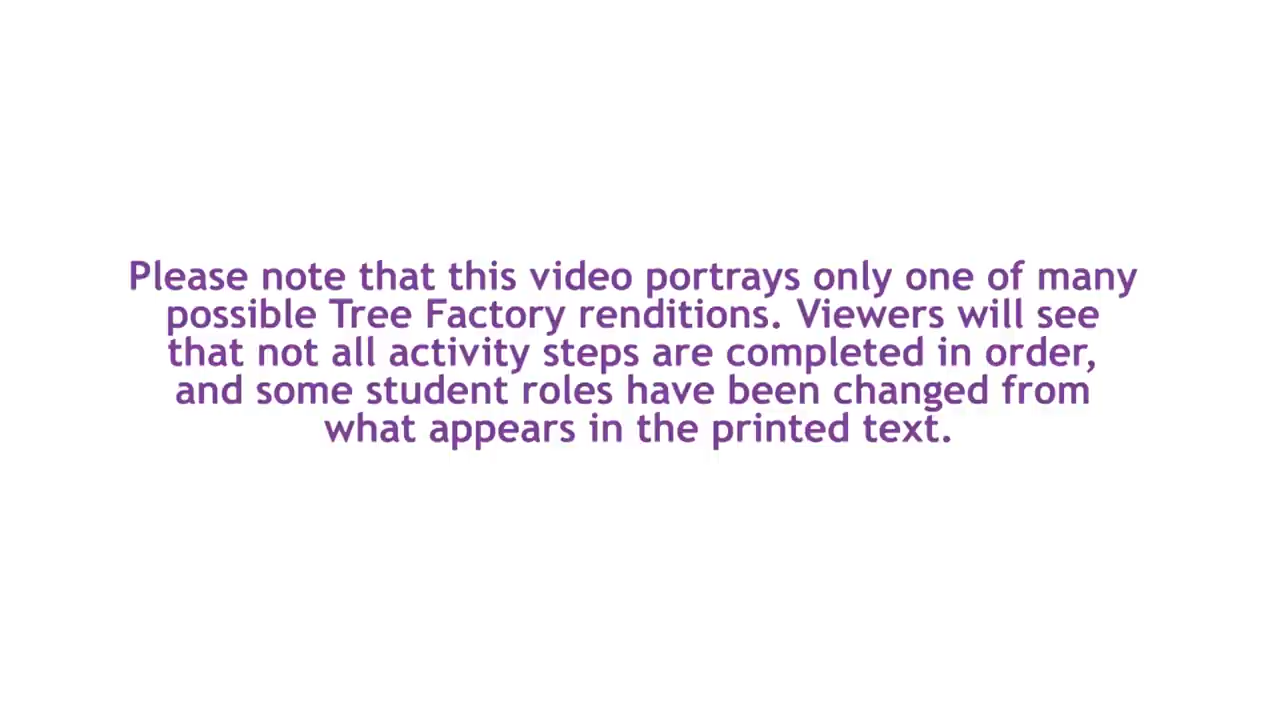 Please note that this video portrays only one of many
possible Tree Factory renditions. Viewers will see
that not all activity steps are completed in order,
and some student roles have been changed from
what appears in the printed text.